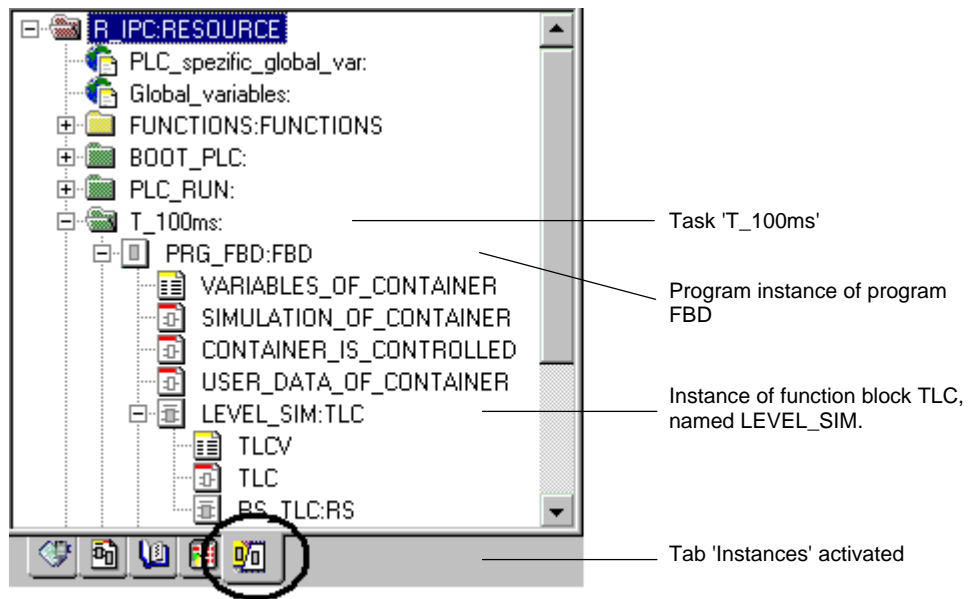 R_IPC:RESOURCE
PLC_spezific_global_var:
Global_variables:
FUNCTIONS:FUNCTIONS
BOOT_PLC:
PLC_RUN:
T_100ms:
Task 'T_100ms'
PRG_FBD:FBD
Program instance of program
FBD
VARIABLES_OF_CONTAINER
SIMULATION_OF_CONTAINER
CONTAINER_IS_CONTROLLED
USER_DATA_OF_CONTAINER
LEVEL_SIM:TLC
Instance of function block TLC,
named LEVEL_SIM.
TLCV
TLC
RS_TLC:RS
Tab 'Instances' activated